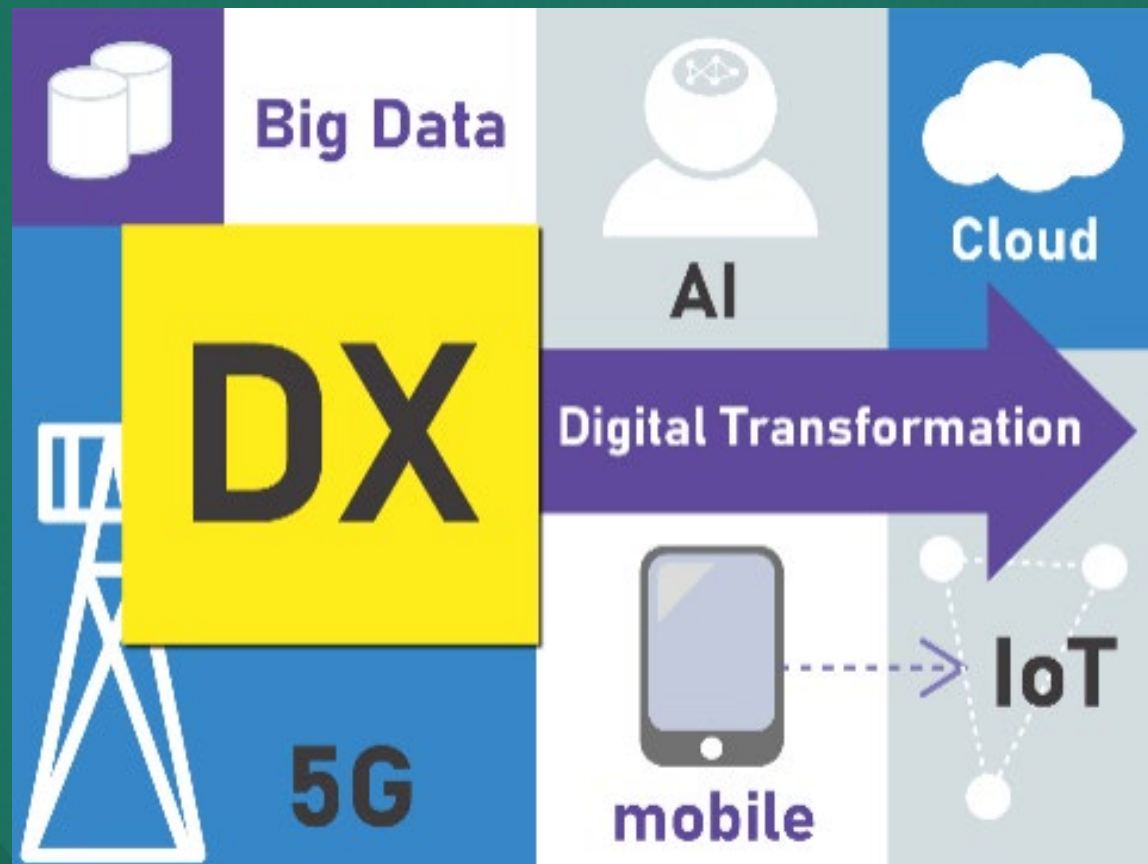 Big Data
AI
Cloud
DX
Digital Transformation
5G
mobile
IoT